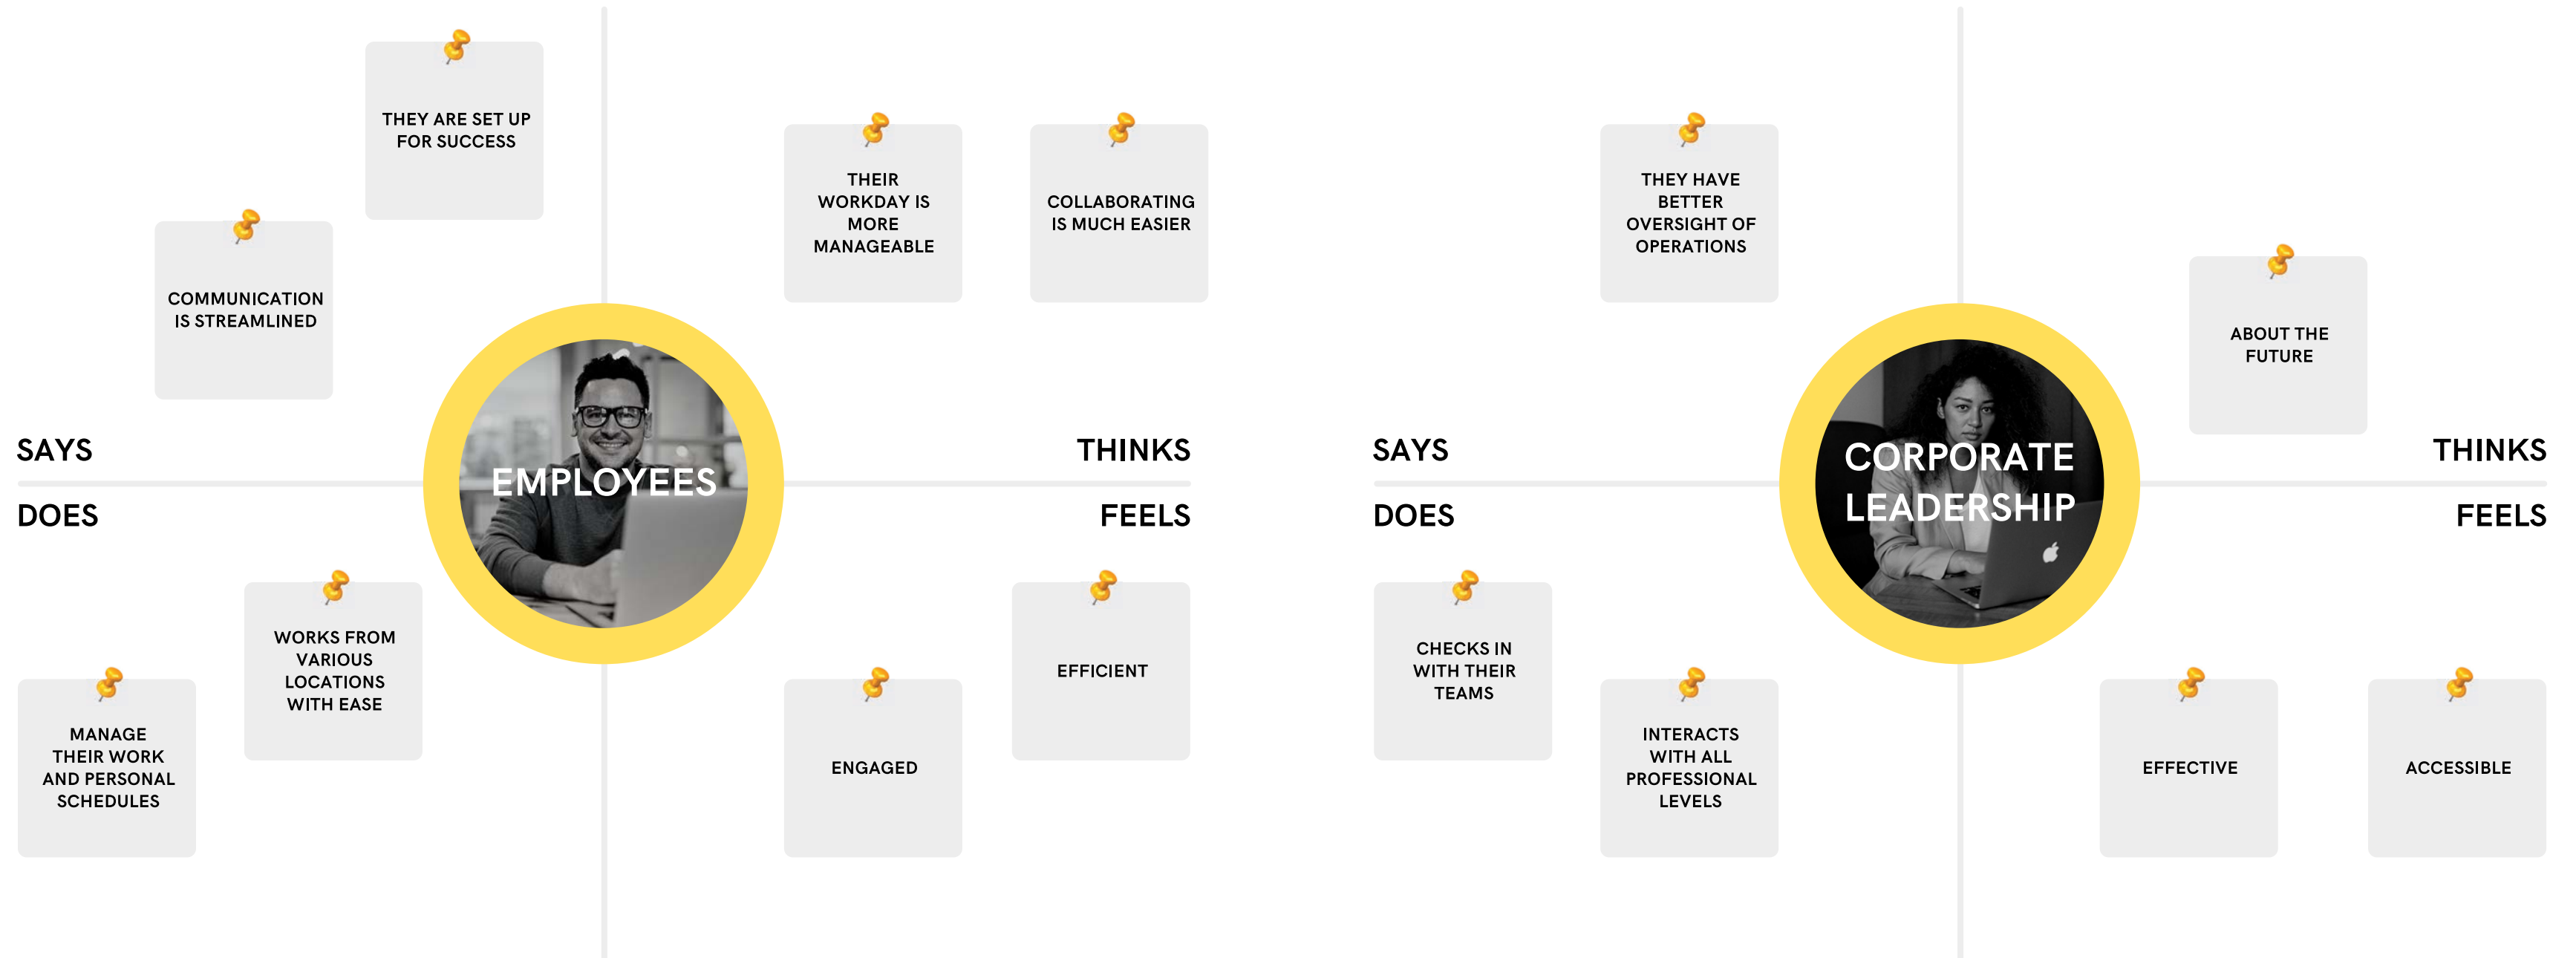 THEY ARE SET UP
FOR SUCCESS
COMMUNICATION
IS STREAMLINED
THEIR
WORKDAY IS
MORE
MANAGEABLE
COLLABORATING
IS MUCH EASIER
SAYS
THINKS
EMPLOYEES
DOES
FEELS
WORKS FROM
VARIOUS
LOCATIONS
WITH EASE
MANAGE
THEIR WORK
AND PERSONAL
SCHEDULES
EFFICIENT
ENGAGED
THEY HAVE
BETTER
OVERSIGHT OF
OPERATIONS
ABOUT THE
FUTURE
SAYS
THINKS
CORPORATE
LEADERSHIP
DOES
FEELS
CHECKS IN
WITH THEIR
TEAMS
INTERACTS
WITH ALL
PROFESSIONAL
LEVELS
EFFECTIVE
ACCESSIBLE